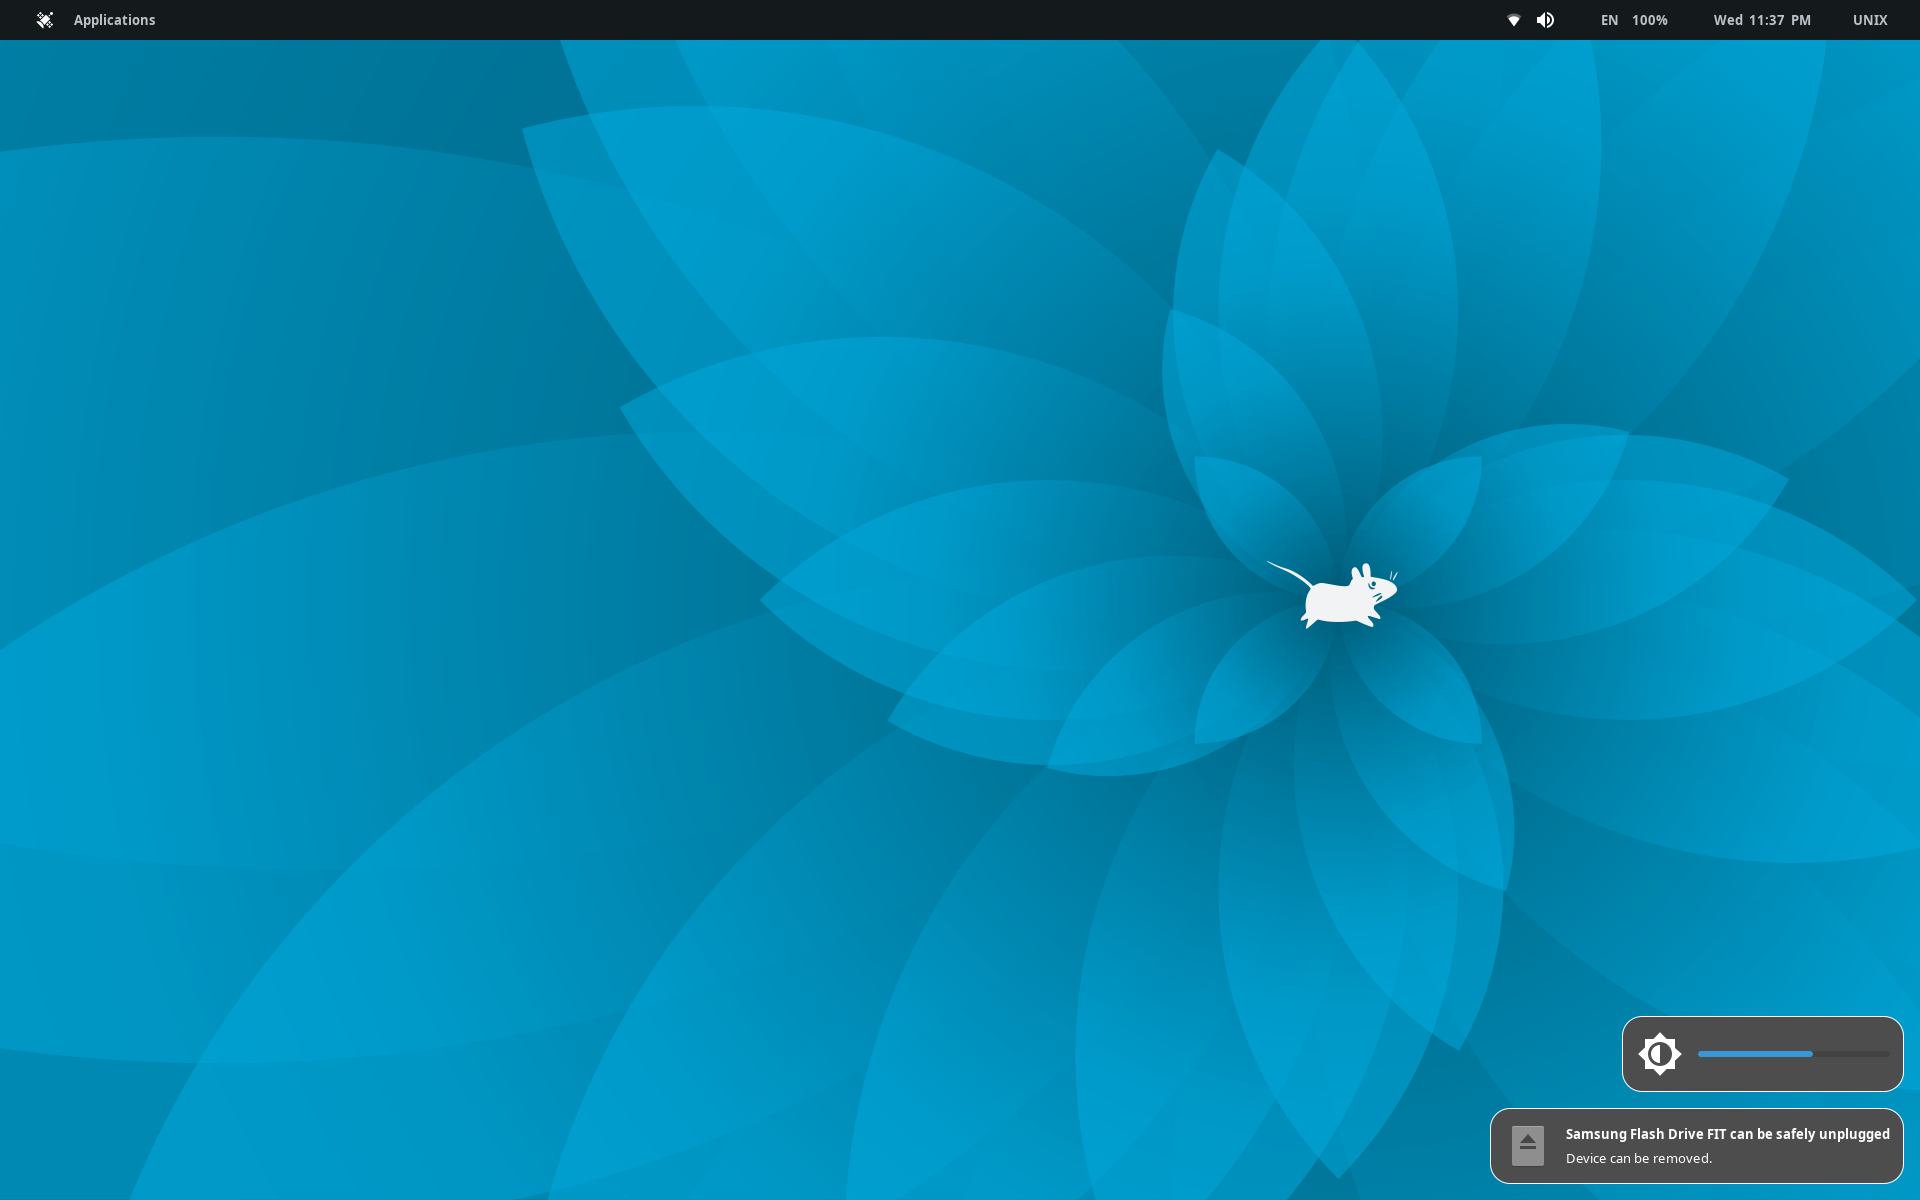 Applications
EN 100% Wed 11:37 PM UNIX
Samsung Flash Drive FIT can be safely unplugged
Device can be removed.